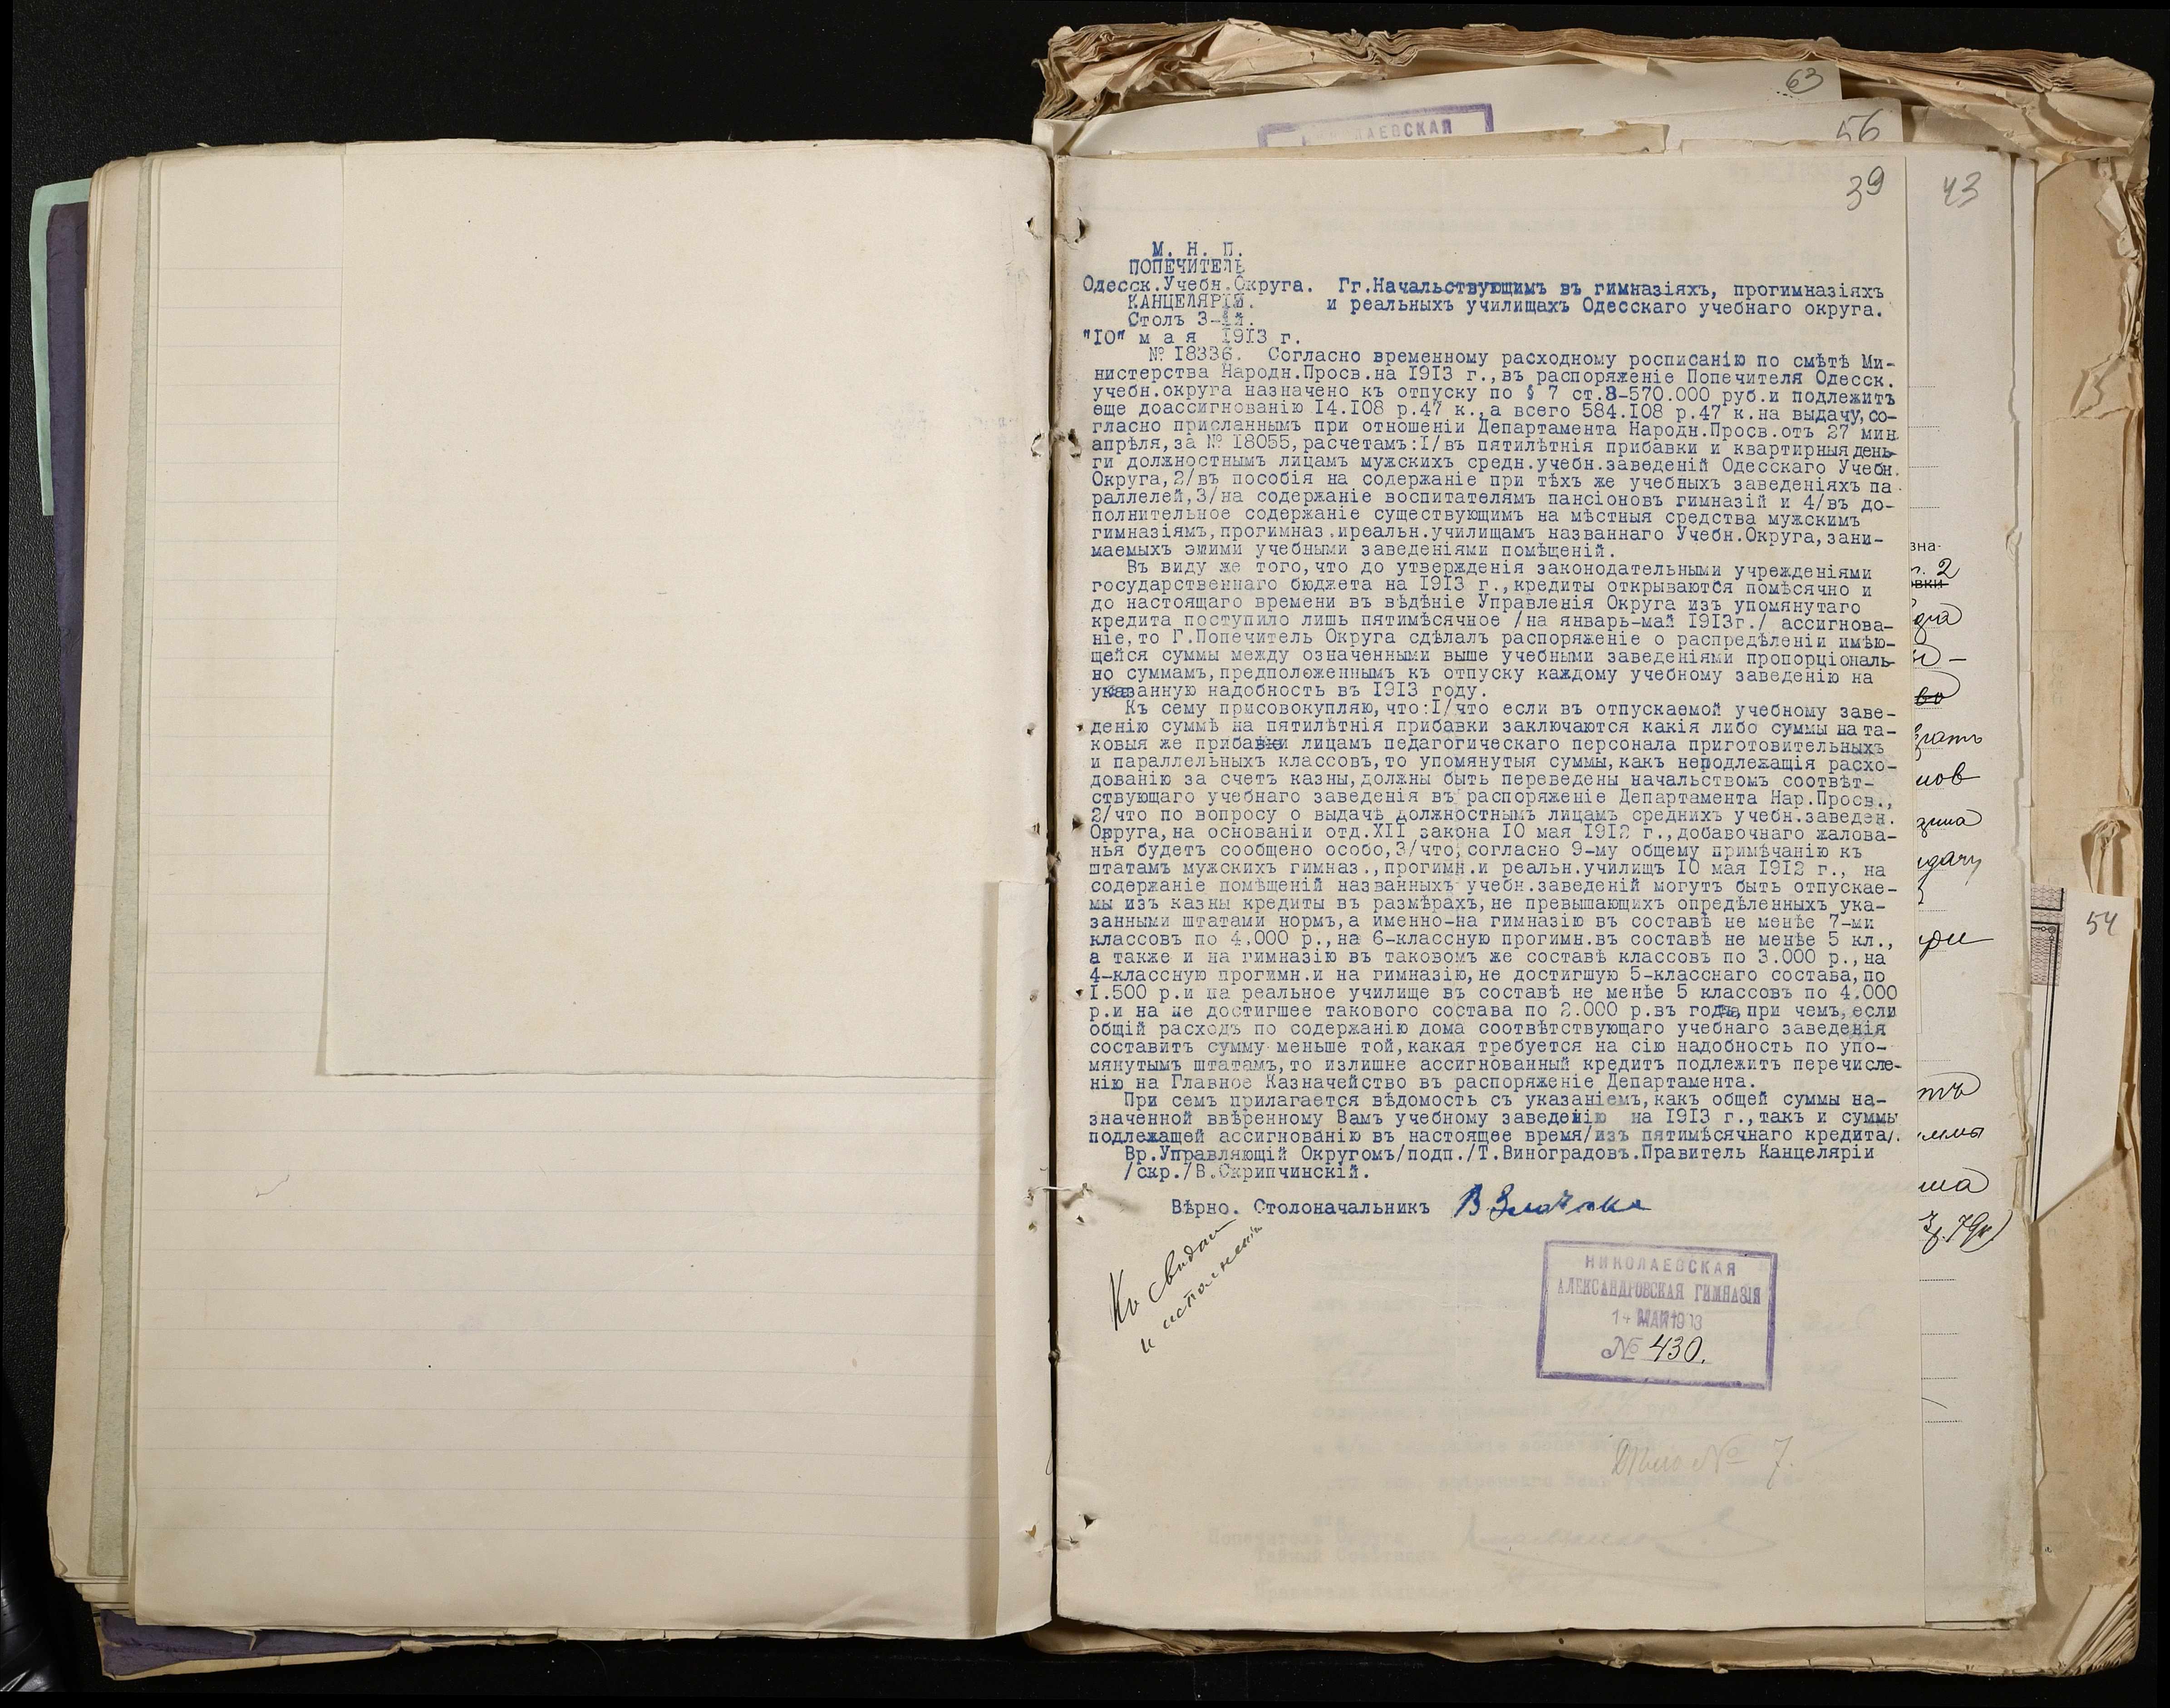 63
НИКОЛАЕВСКАЯ
56
43
39
М. Н. П.
ПОПЕЧИТЕЛЬ
Одесск.Учебн.Округа.
КАНЦЕЛЯРІЯ.
Столъ 3-ій.
"10" м а я 1913 г.
№ 18336.
Гг.Начальствующимъ въ гимназіяхъ, прогимназіяхъ
и реальныхъ училищахъ Одесскаго учебнаго округа.
Согласно временному расходному росписанію по смѣтѣ Ми-
нистерства Народн.Просв.на 1913 г.,въ распоряженіе Попечителя Одесск.
учебн.округа назначено къ отпуску по § 7 ст.8-570.000 руб.и подлежитъ
еще доассигнованію 14.108 р.47 к.,а всего 584.108 р.47 к.на выдачу,со-
гласно присланнымъ при отношеніи Департамента Народн.Просв.отъ 27 мин.
апрѣля,за № 18055,расчетамъ:1/въ пятилѣтнія прибавки и квартирныя день-
ги должностнымъ лицамъ мужскихъ средн.учебн.заведеній Одесскаго Учебн.
Округа,2/въ пособія на содержаніе при тѣхъ же учебныхъ заведеніяхъ па-
раллелей,3/на содержаніе воспитателямъ пансіоновъ гимназій и 4/въ до-
полнительное содержаніе существующимъ на мѣстныя средства мужскимъ
гимназіямъ,прогимназ.иреальн.училищамъ названнаго Учебн.Округа,зани-
маемыхъ этими учебными заведеніями помѣщеній.
Въ виду же того,что до утвержденія законодательными учрежденіями
государственнаго бюджета на 1913 г.,кредиты открываются помѣсячно и
до настоящаго времени въ вѣдѣніе Управленія Округа изъ упомянутаго
кредита поступило лишь пятимѣсячное /на январь-май 1913г./ ассигнова-
ніе,то Г.Попечитель Округа сдѣлалъ распоряженіе о распредѣленіи имѣю-
щейся суммы между означенными выше учебными заведеніями пропорціональ-
но суммамъ,предположеннымъ къ отпуску каждому учебному заведенію на
указанную надобность въ 1913 году.
Къ сему присовокупляю,что:1/что если въ отпускаемой учебному заве-
денію суммѣ на пятилѣтнія прибавки заключаются какія либо суммы на та-
ковыя же прибавки лицамъ педагогическаго персонала приготовительныхъ
и параллельныхъ классовъ,то упомянутыя суммы,какъ неподлежащія расхо-
дованію за счетъ казны,должны быть переведены начальствомъ соотвѣт-
ствующаго учебнаго заведенія въ распоряженіе Департамента Нар.Просв.,
2/что по вопросу о выдачѣ должностнымъ лицамъ среднихъ учебн.заведен.
Округа,на основаніи отд.XII закона 10 мая 1912 г.,добавочнаго жалова-
нья будетъ сообщено особо,3/что,согласно 9-му общему примѣчанію къ
штатамъ мужскихъ гимназ.,прогимн.и реальн.училищъ 10 мая 1912 г., на
содержаніе помѣщеній названныхъ учебн.заведеній могутъ быть отпускае-
мы изъ казны кредиты въ размѣрахъ,не превышающихъ опредѣленныхъ ука-
занными штатами нормъ,а именно-на гимназію въ составѣ не менѣе 7-ми
классовъ по 4.000 р.,на 6-классную прогимн.въ составѣ не менѣе 5 кл.,
а также и на гимназію въ таковомъ же составѣ классовъ по 3.000 р.,на
4-классную прогимн.и на гимназію,не достигшую 5-класснаго состава,по
1.500 р.и на реальное училище въ составѣ не менѣе 5 классовъ по 4.000
р.и на не достигшее такового состава по 2.000 р.въ годъ,при чемъ,если
общій расходъ по содержанію дома соотвѣтствующаго учебнаго заведенія
составитъ сумму меньше той,какая требуется на сію надобность по упо-
мянутымъ штатамъ,то излишне ассигнованный кредитъ подлежитъ перечисле-
нію на Главное Казначейство въ распоряженіе Департамента.
При семъ прилагается вѣдомость съ указаніемъ,какъ общей суммы на-
значенной ввѣренному Вамъ учебному заведенію на 1913 г.,такъ и суммы
подлежащей ассигнованію въ настоящее время/изъ пятимѣсячнаго кредита/.
Вр.Управляющій Округомъ/подп./Т.Виноградовъ.Правитель Канцеляріи
/скр./В.Скрипчинскій.
Вѣрно. Столоначальникъ
и исполненію
НИКОЛАЕВСКАЯ
АЛЕКСАНДРОВСКАЯ ГИМНАЗІЯ
14 МАЯ 1913
№ 430.
Дѣло № 7.
54